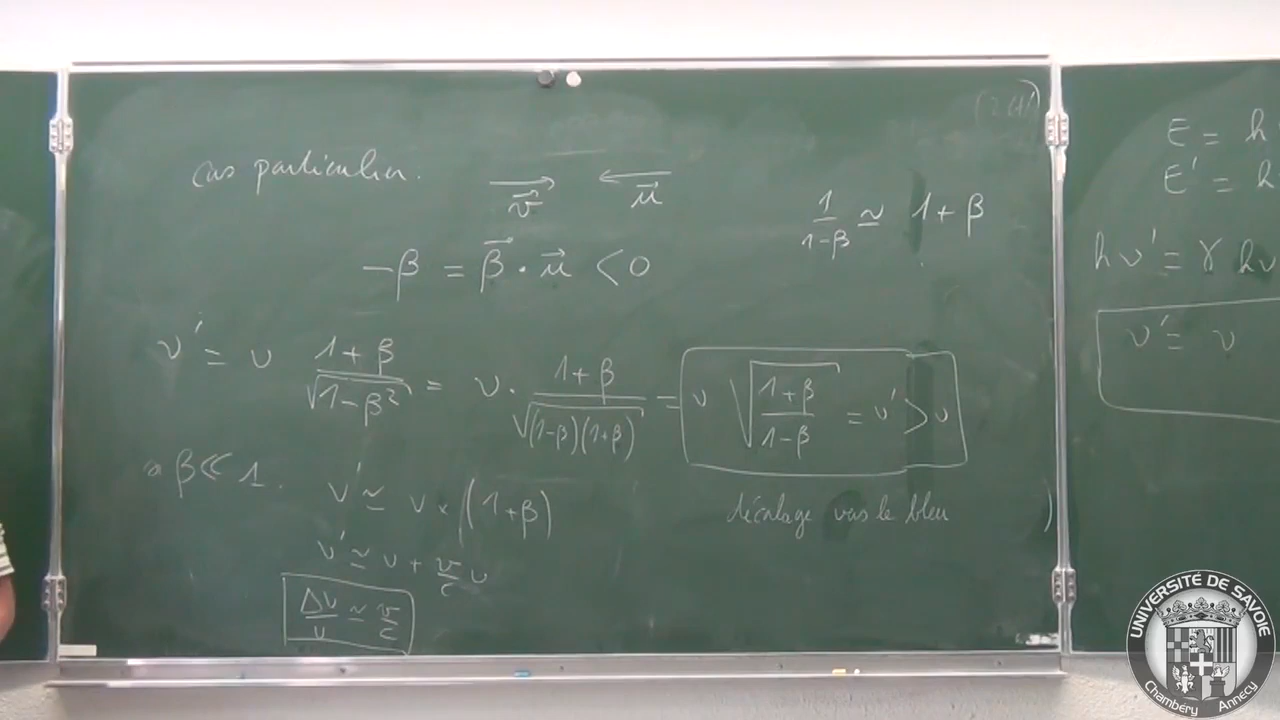 cas particulier.
v⃗ u⃗
1/(1-β) ≃ 1+β
-β = β⃗ · u⃗ < 0
ν' = ν (1+β)/√(1-β²) = ν · (1+β)/√((1-β)(1+β)) = ν √((1+β)/(1-β)) = ν' > ν
β ≪ 1.
ν' ≃ ν × (1+β)
décalage vers le bleu
ν' ≃ ν + v/c ν
Δν/ν ≃ v/c
E = h
E' = h
hν' = γ hν
ν' = ν
UNIVERSITÉ DE SAVOIE
Chambéry Annecy